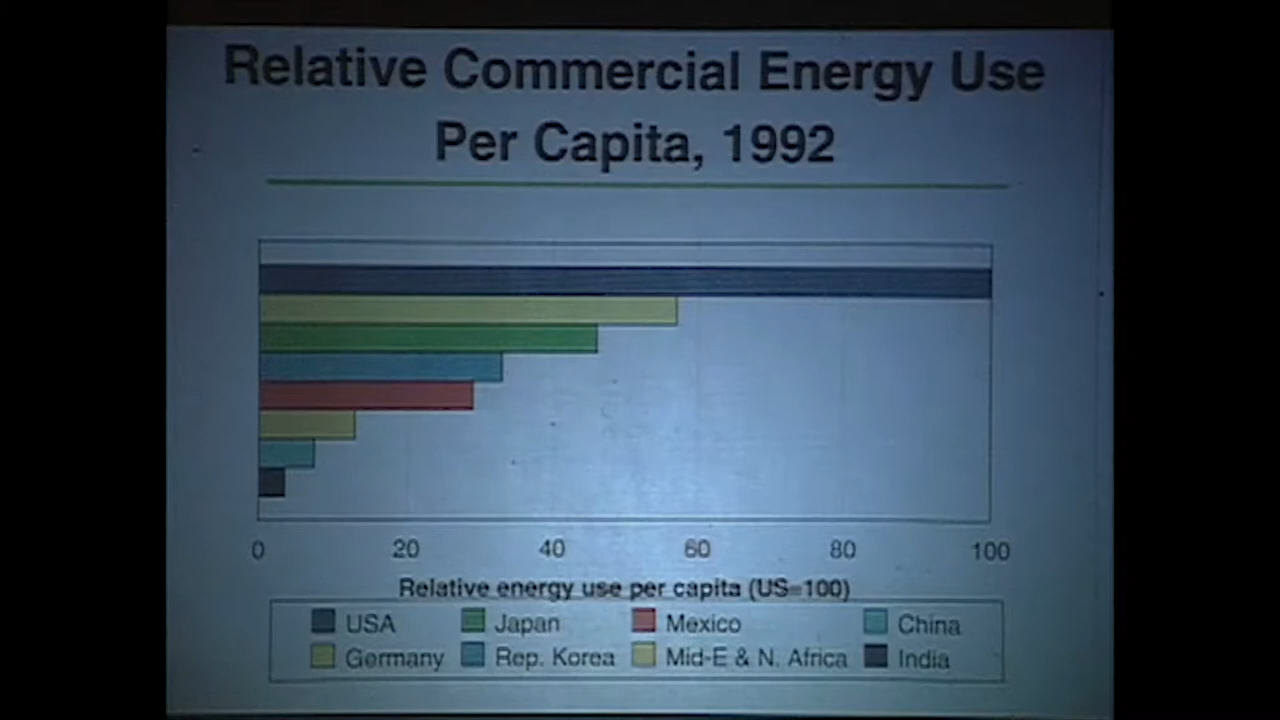 Relative Commercial Energy Use
Per Capita, 1992
0 20 40 60 80 100
Relative energy use per capita (US=100)
USA Japan Mexico China
Germany Rep. Korea Mid-E & N. Africa India